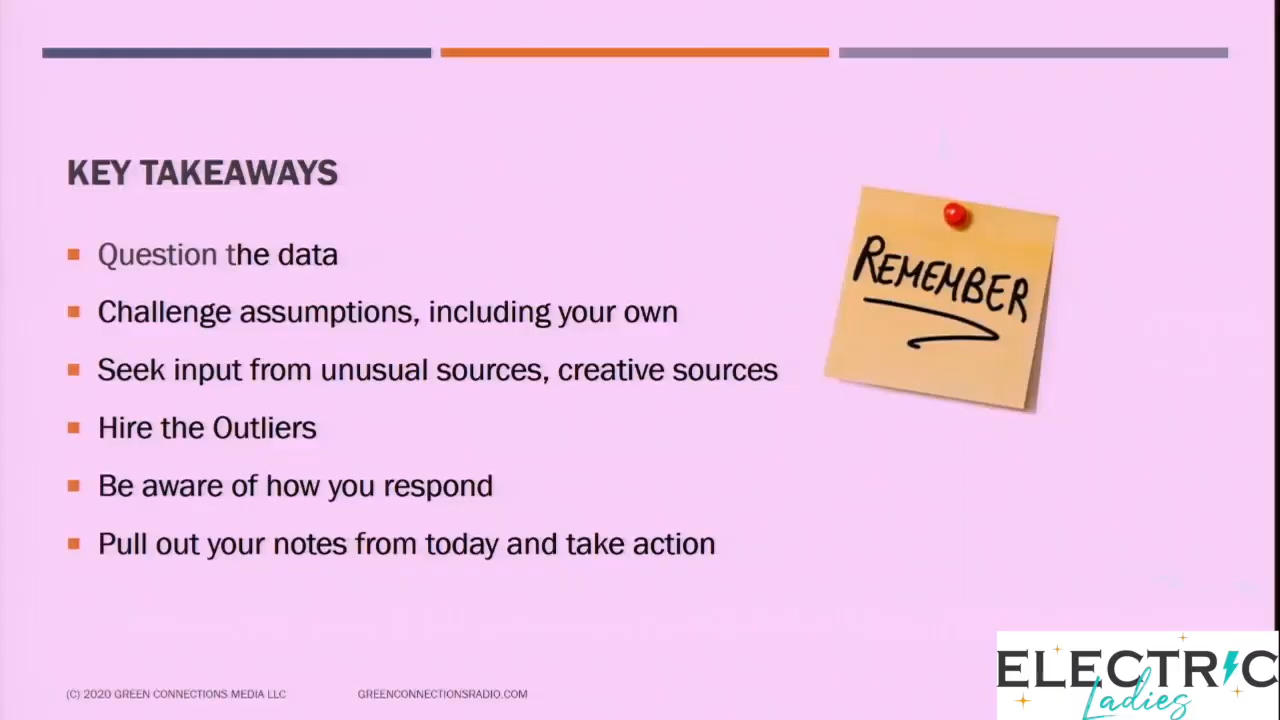 KEY TAKEAWAYS
Question the data
Challenge assumptions, including your own
Seek input from unusual sources, creative sources
Hire the Outliers
Be aware of how you respond
Pull out your notes from today and take action
REMEMBER
(C) 2020 GREEN CONNECTIONS MEDIA LLC
GREENCONNECTIONSRADIO.COM
ELECTRIC
Ladies